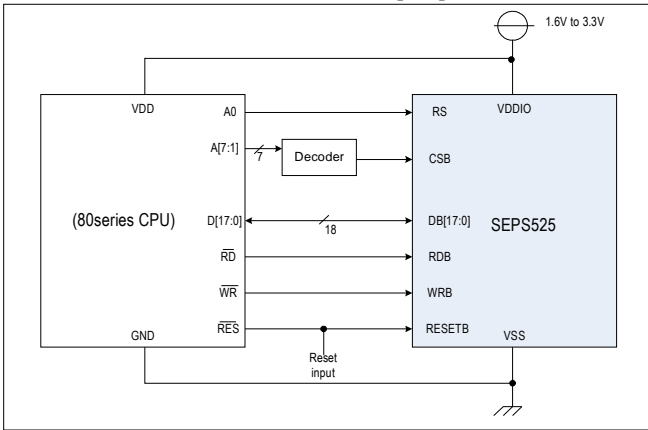 1.6V to 3.3V
VDD
VDDIO
A0
RS
A[7:1]
7
Decoder
CSB
(80series CPU)
D[17:0]
18
DB[17:0]
SEPS525
RD
RDB
WR
WRB
RES
RESETB
GND
VSS
Reset
input